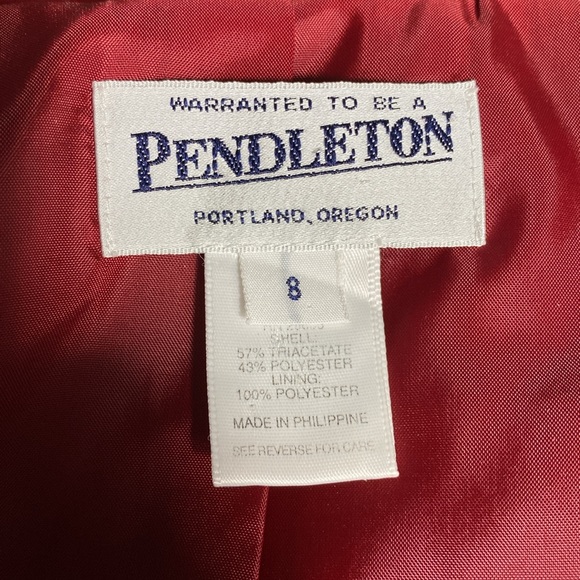 WARRANTED TO BE A
PENDLETON
PORTLAND, OREGON
8
SHELL:
57% TRIACETATE
43% POLYESTER
LINING:
100% POLYESTER
MADE IN PHILIPPINE
SEE REVERSE FOR CARE